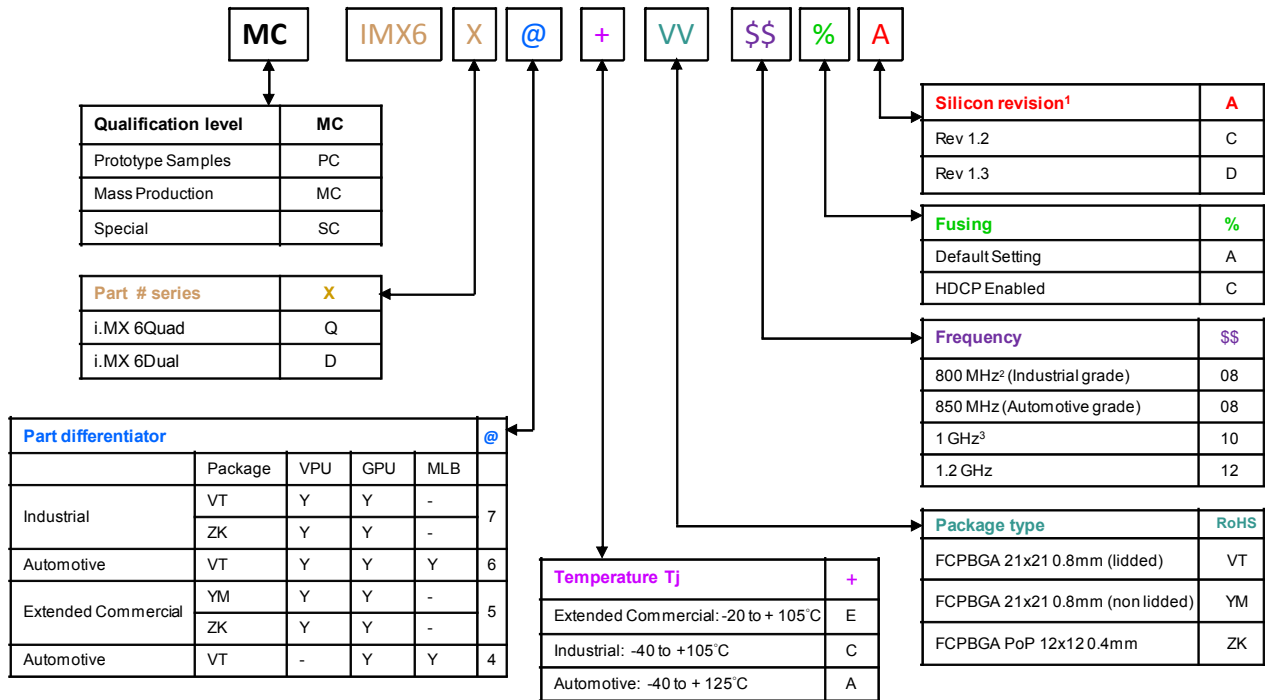 MC IMX6 X @ + VV $$ % A
Qualification level MC
Prototype Samples PC
Mass Production MC
Special SC
Part # series X
i.MX 6Quad Q
i.MX 6Dual D
Part differentiator @
Package VPU GPU MLB
Industrial VT Y Y - 7
ZK Y Y -
Automotive VT Y Y Y 6
Extended Commercial YM Y Y - 5
ZK Y Y -
Automotive VT - Y Y 4
Temperature Tj +
Extended Commercial: -20 to + 105°C E
Industrial: -40 to +105°C C
Automotive: -40 to + 125°C A
Silicon revision¹ A
Rev 1.2 C
Rev 1.3 D
Fusing %
Default Setting A
HDCP Enabled C
Frequency $$
800 MHz² (Industrial grade) 08
850 MHz (Automotive grade) 08
1 GHz³ 10
1.2 GHz 12
Package type RoHS
FCPBGA 21x21 0.8mm (lidded) VT
FCPBGA 21x21 0.8mm (non lidded) YM
FCPBGA PoP 12x12 0.4mm ZK